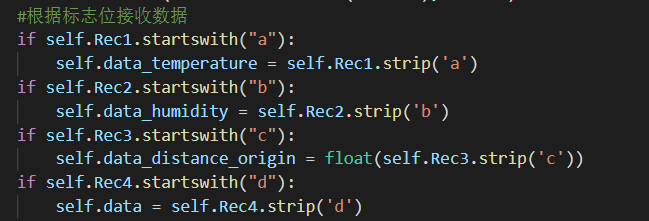 #根据标志位接收数据
if self.Rec1.startswith("a"):
    self.data_temperature = self.Rec1.strip('a')
if self.Rec2.startswith("b"):
    self.data_humidity = self.Rec2.strip('b')
if self.Rec3.startswith("c"):
    self.data_distance_origin = float(self.Rec3.strip('c'))
if self.Rec4.startswith("d"):
    self.data = self.Rec4.strip('d')